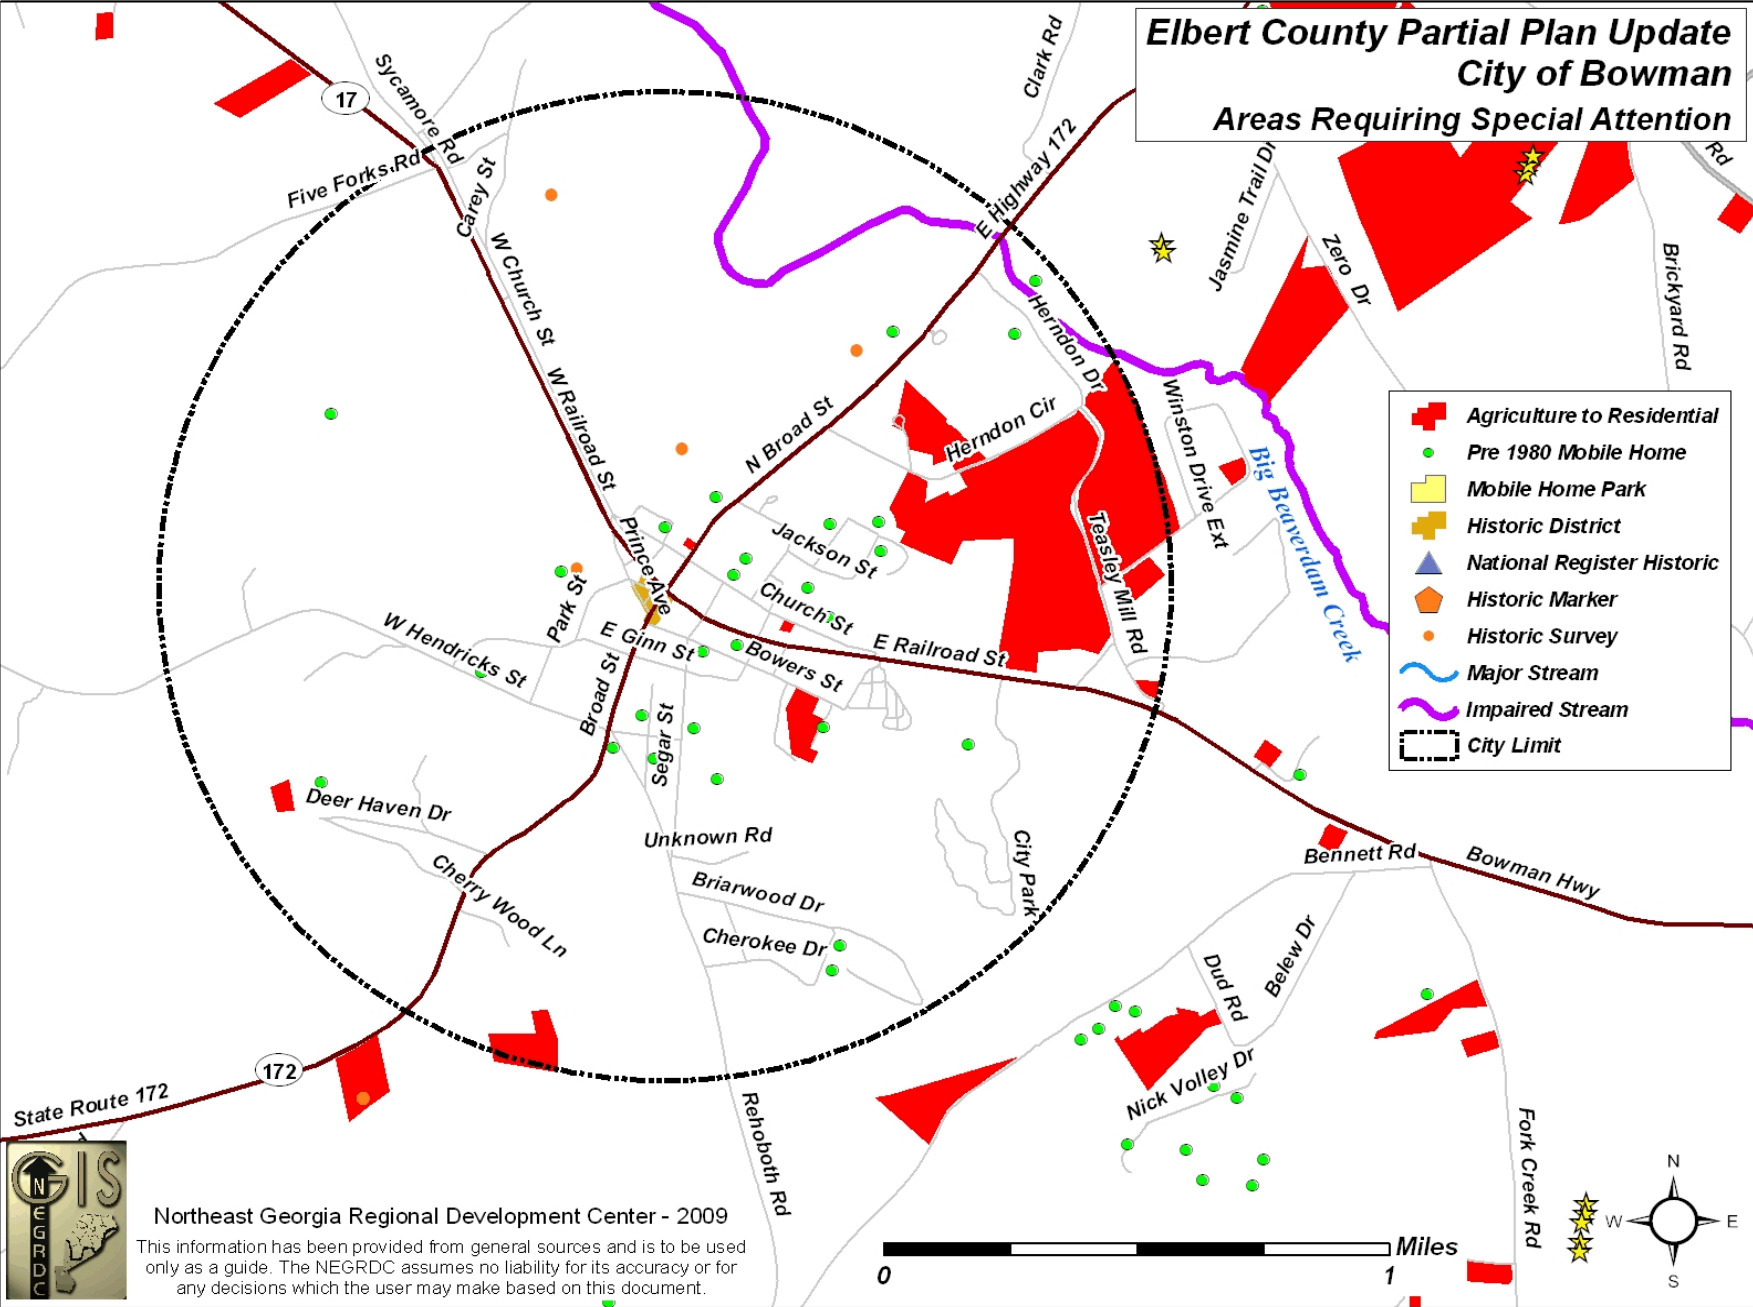 Elbert County Partial Plan Update
City of Bowman
Areas Requiring Special Attention
17
Sycamore Rd
Five Forks Rd
Carey St
W Church St
W Railroad St
Clark Rd
E Highway 172
Jasmine Trail Dr
Zero Dr
Rd
Brickyard Rd
Herndon Dr
Herndon Cir
Winston Drive Ext
Big Beaverdam Creek
N Broad St
Prince Ave
Jackson St
Church St
Teasley Mill Rd
Park St
W Hendricks St
E Ginn St
Bowers St
E Railroad St
Broad St
Segar St
Deer Haven Dr
Unknown Rd
Cherry Wood Ln
Briarwood Dr
Cherokee Dr
City Park
Bennett Rd
Bowman Hwy
Belew Dr
Dud Rd
Nick Volley Dr
Fork Creek Rd
Rehoboth Rd
172
State Route 172
Agriculture to Residential
Pre 1980 Mobile Home
Mobile Home Park
Historic District
National Register Historic
Historic Marker
Historic Survey
Major Stream
Impaired Stream
City Limit
GIS
NEGRDC
Northeast Georgia Regional Development Center - 2009
This information has been provided from general sources and is to be used
only as a guide. The NEGRDC assumes no liability for its accuracy or for
any decisions which the user may make based on this document.
Miles
0 1
N
W E
S